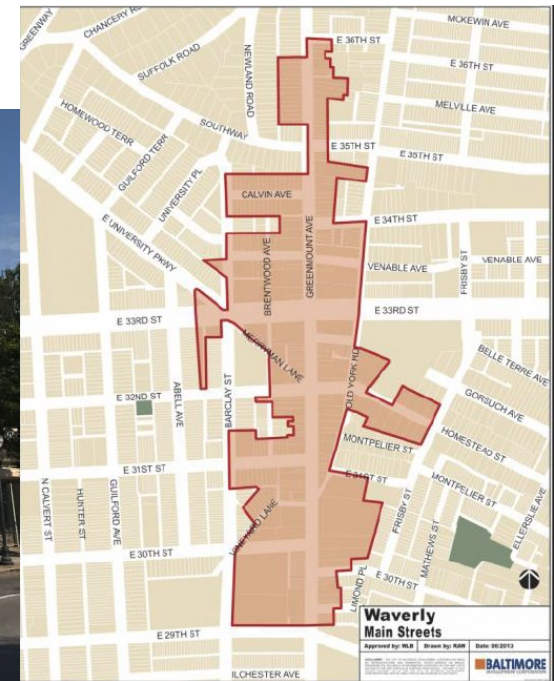 GREENWAY
CHANCERY RD
MCKEWIN AVE
E 36TH ST
NEWLAND ROAD
SUFFOLK ROAD
E 36TH ST
MELVILLE AVE
HOMEWOOD TERR
GUILFORD TERR
SOUTHWAY
E 35TH ST
E 35TH ST
UNIVERSITY PL
CALVIN AVE
E UNIVERSITY PKWY
BRENTWOOD AVE
GREENMOUNT AVE
E 34TH ST
VENABLE AVE
FRISBY ST
VENABLE AVE
E 33RD ST
E 33RD ST
MERRYMAN LANE
BELLE TERRE AVE
OLD YORK RD
ABELL AVE
BARCLAY ST
E 32ND ST
GORSUCH AVE
HOMESTEAD ST
MONTPELIER ST
E 31ST ST
E 31ST ST
MONTPELIER ST
N CALVERT ST
HUNTER ST
GUILFORD AVE
VINEYARD LANE
FRISBY ST
MATHEWS ST
ELLERSLIE AVE
E 30TH ST
E 30TH ST
LIMOND PL
E 29TH ST
ILCHESTER AVE
Waverly
Main Streets
Approved by: WLB Drawn by: RAW Date: 06/2013
BALTIMORE
DEVELOPMENT CORPORATION